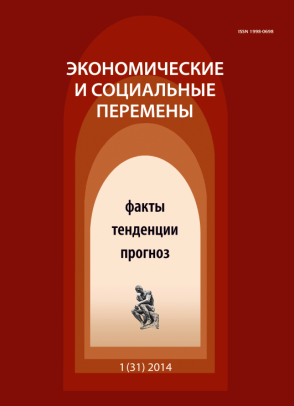 ISSN 1998-0698
ЭКОНОМИЧЕСКИЕ
И СОЦИАЛЬНЫЕ
ПЕРЕМЕНЫ
факты
тенденции
прогноз
1 (31) 2014